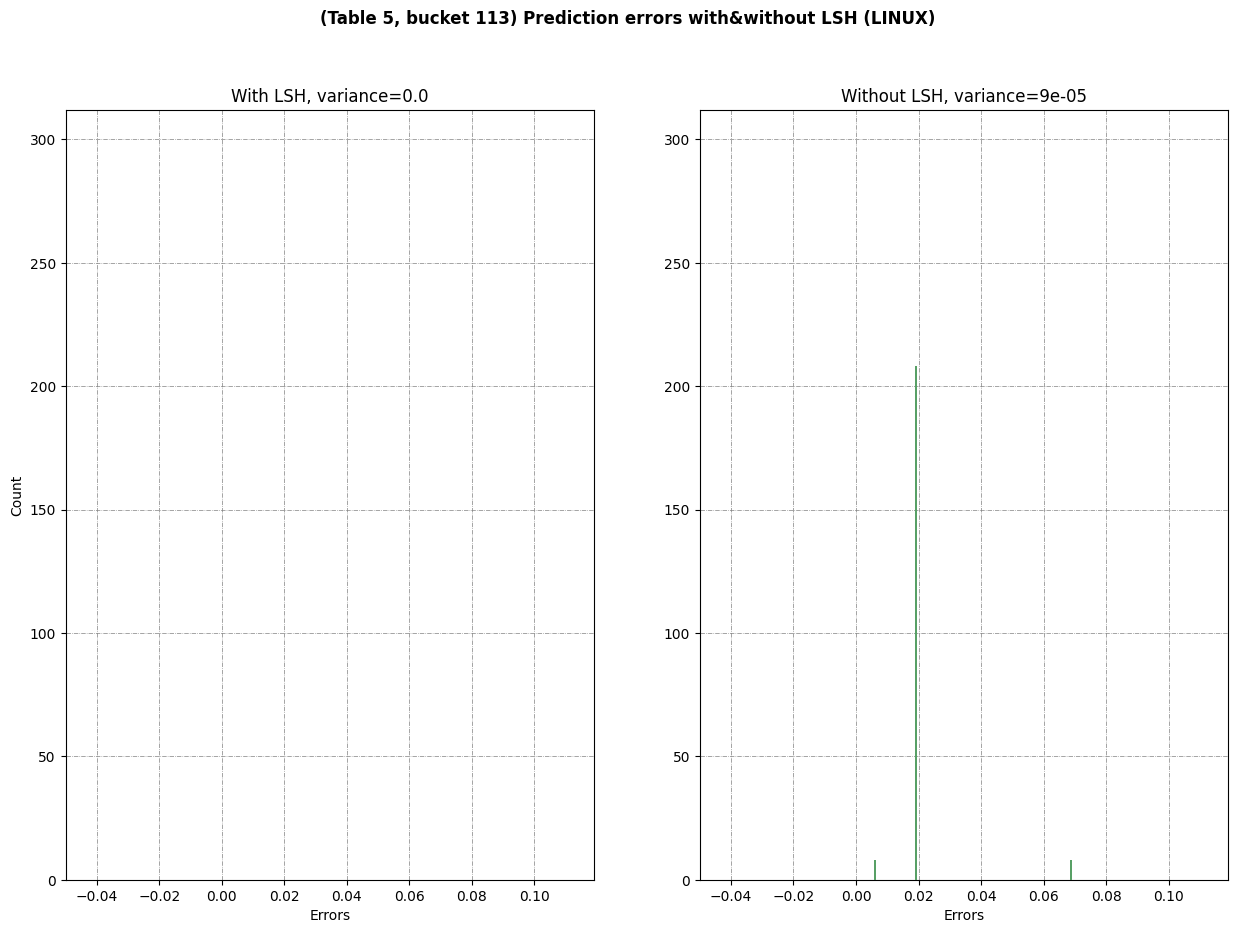 (Table 5, bucket 113) Prediction errors with&without LSH (LINUX)
With LSH, variance=0.0
Count
300
250
200
150
100
50
0
−0.04 −0.02 0.00 0.02 0.04 0.06 0.08 0.10
Errors
Without LSH, variance=9e-05
300
250
200
150
100
50
0
−0.04 −0.02 0.00 0.02 0.04 0.06 0.08 0.10
Errors